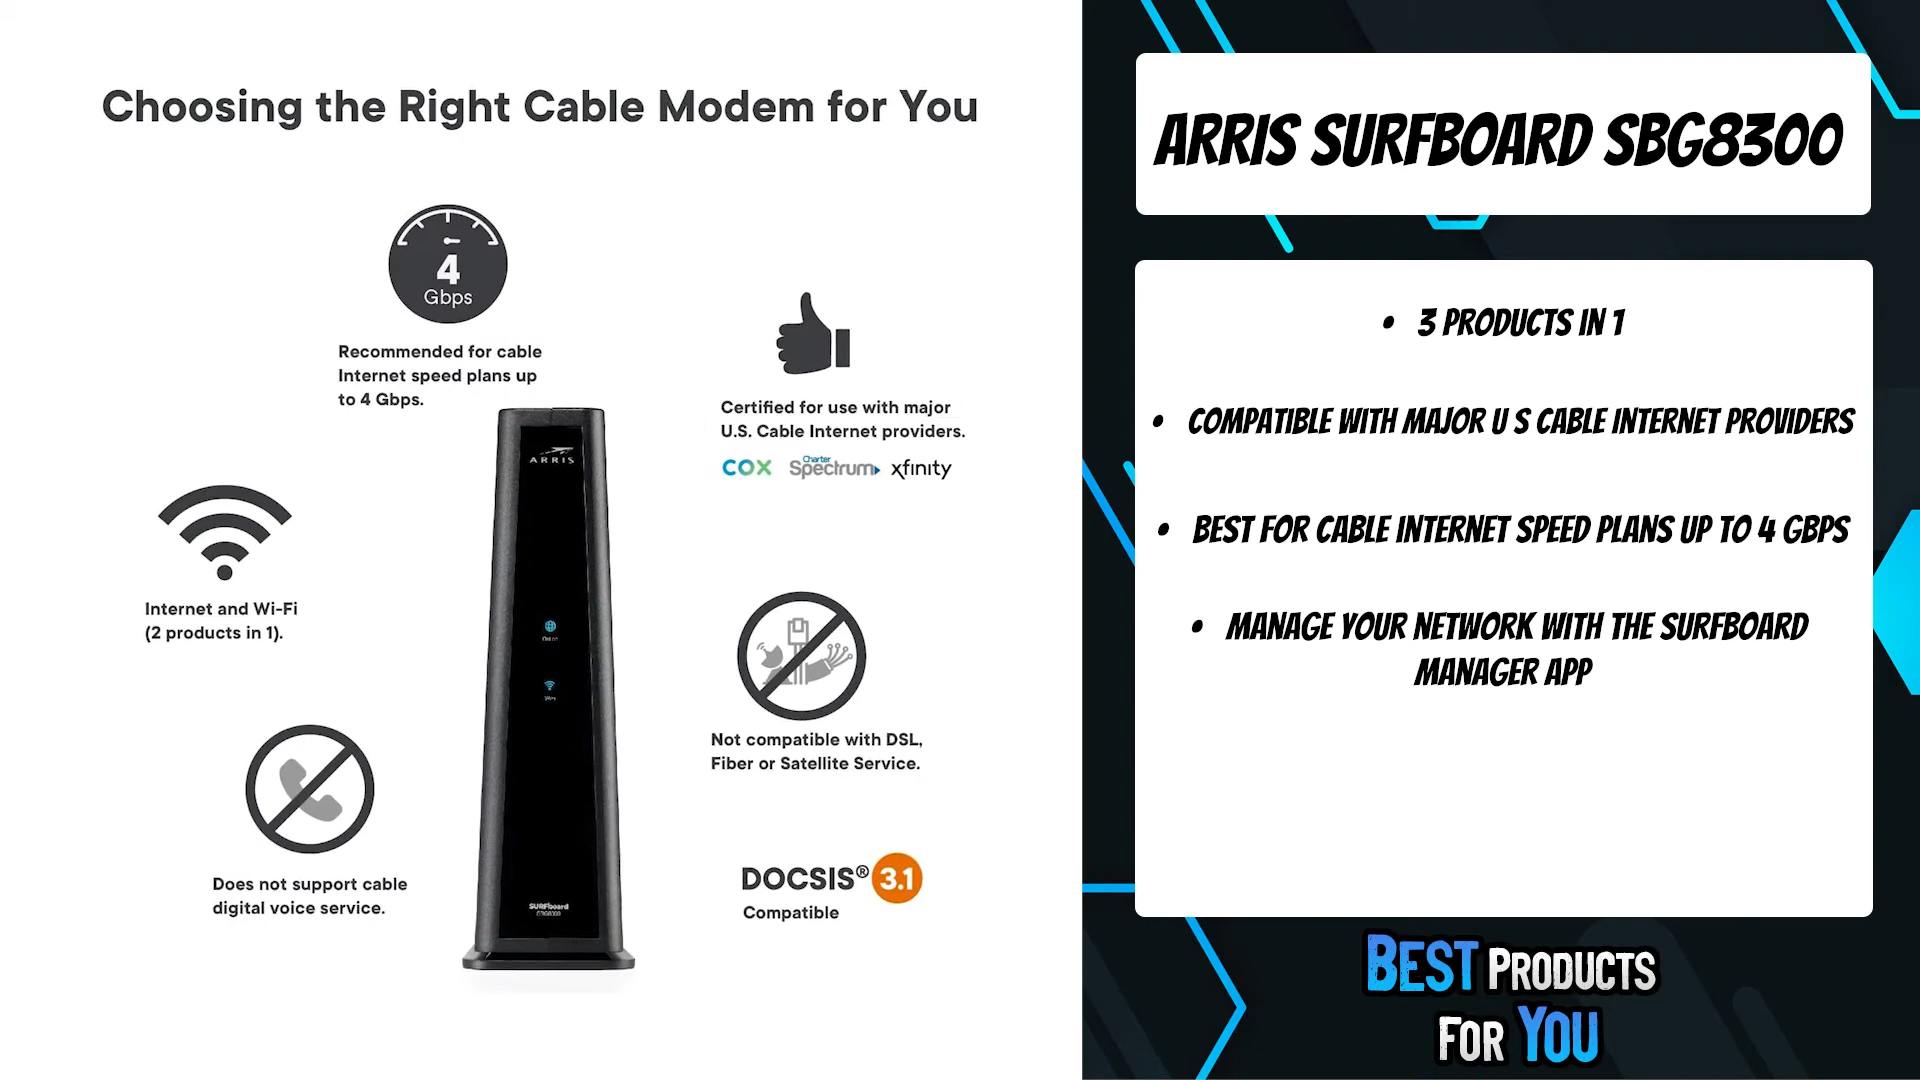 Choosing the Right Cable Modem for You
4
Gbps
Recommended for cable
Internet speed plans up
to 4 Gbps.
Certified for use with major
U.S. Cable Internet providers.
COX Charter Spectrum xfinity
ARRIS
Internet and Wi-Fi
(2 products in 1).
Not compatible with DSL,
Fiber or Satellite Service.
Does not support cable
digital voice service.
DOCSIS® 3.1
Compatible
SURFboard
SBG8300
ARRIS SURFBOARD SBG8300
• 3 PRODUCTS IN 1
• COMPATIBLE WITH MAJOR U S CABLE INTERNET PROVIDERS
• BEST FOR CABLE INTERNET SPEED PLANS UP TO 4 GBPS
• MANAGE YOUR NETWORK WITH THE SURFBOARD
MANAGER APP
BEST PRODUCTS
FOR YOU